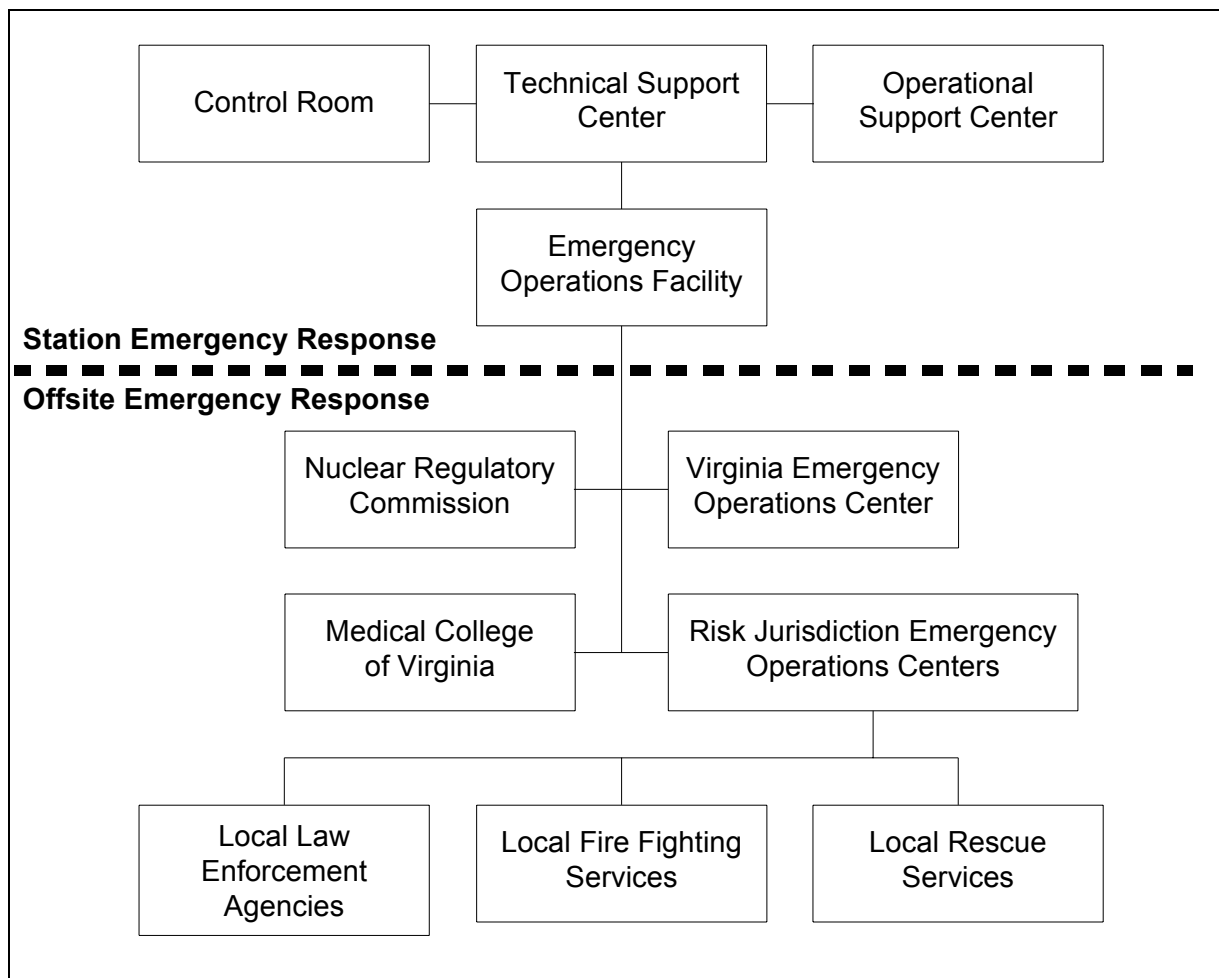 Control Room
Technical Support
Center
Operational
Support Center
Emergency
Operations Facility
Station Emergency Response
Offsite Emergency Response
Nuclear Regulatory
Commission
Virginia Emergency
Operations Center
Medical College
of Virginia
Risk Jurisdiction Emergency
Operations Centers
Local Law
Enforcement
Agencies
Local Fire Fighting
Services
Local Rescue
Services